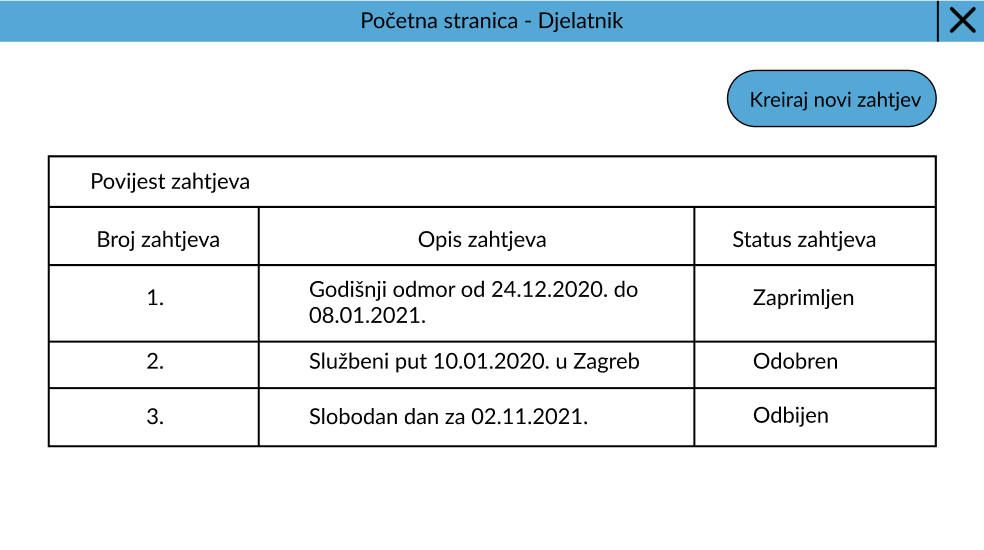 Početna stranica - Djelatnik
Kreiraj novi zahtjev
Povijest zahtjeva
Broj zahtjeva Opis zahtjeva Status zahtjeva
1. Godišnji odmor od 24.12.2020. do
08.01.2021. Zaprimljen
2. Službeni put 10.01.2020. u Zagreb Odobren
3. Slobodan dan za 02.11.2021. Odbijen